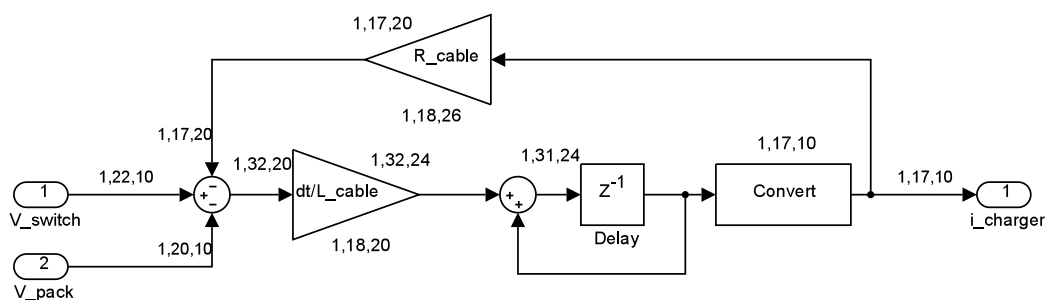 1,17,20
R_cable
1,18,26
1,17,20
1,32,20
1,32,24
1,31,24
1,17,10
1,22,10
1
+
−
−
dt/L_cable
+
+
Z-1
Convert
1,17,10
1
V_switch
i_charger
Delay
1,20,10
1,18,20
2
V_pack